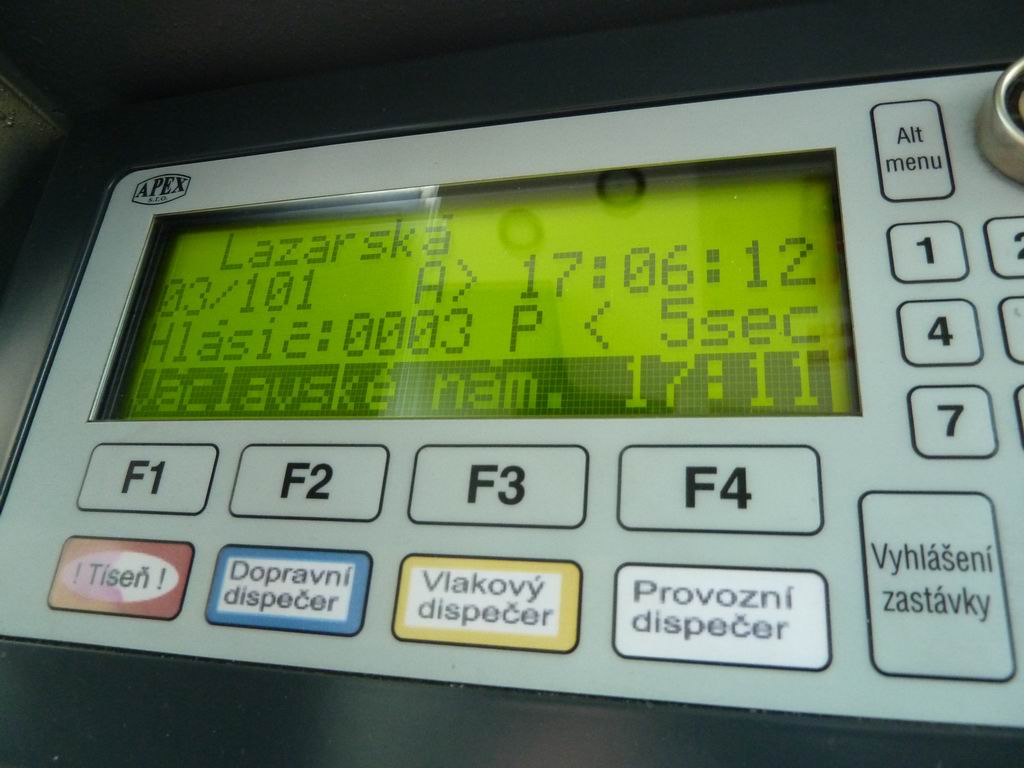 APEX
s.r.o.
Lazarská
03/101 A> 17:06:12
Hlásič:0003 P < 5sec
Václavské nám. 17:11
Alt
menu
1
2
4
7
F1 F2 F3 F4
! Tíseň !
Dopravní
dispečer
Vlakový
dispečer
Provozní
dispečer
Vyhlášení
zastávky